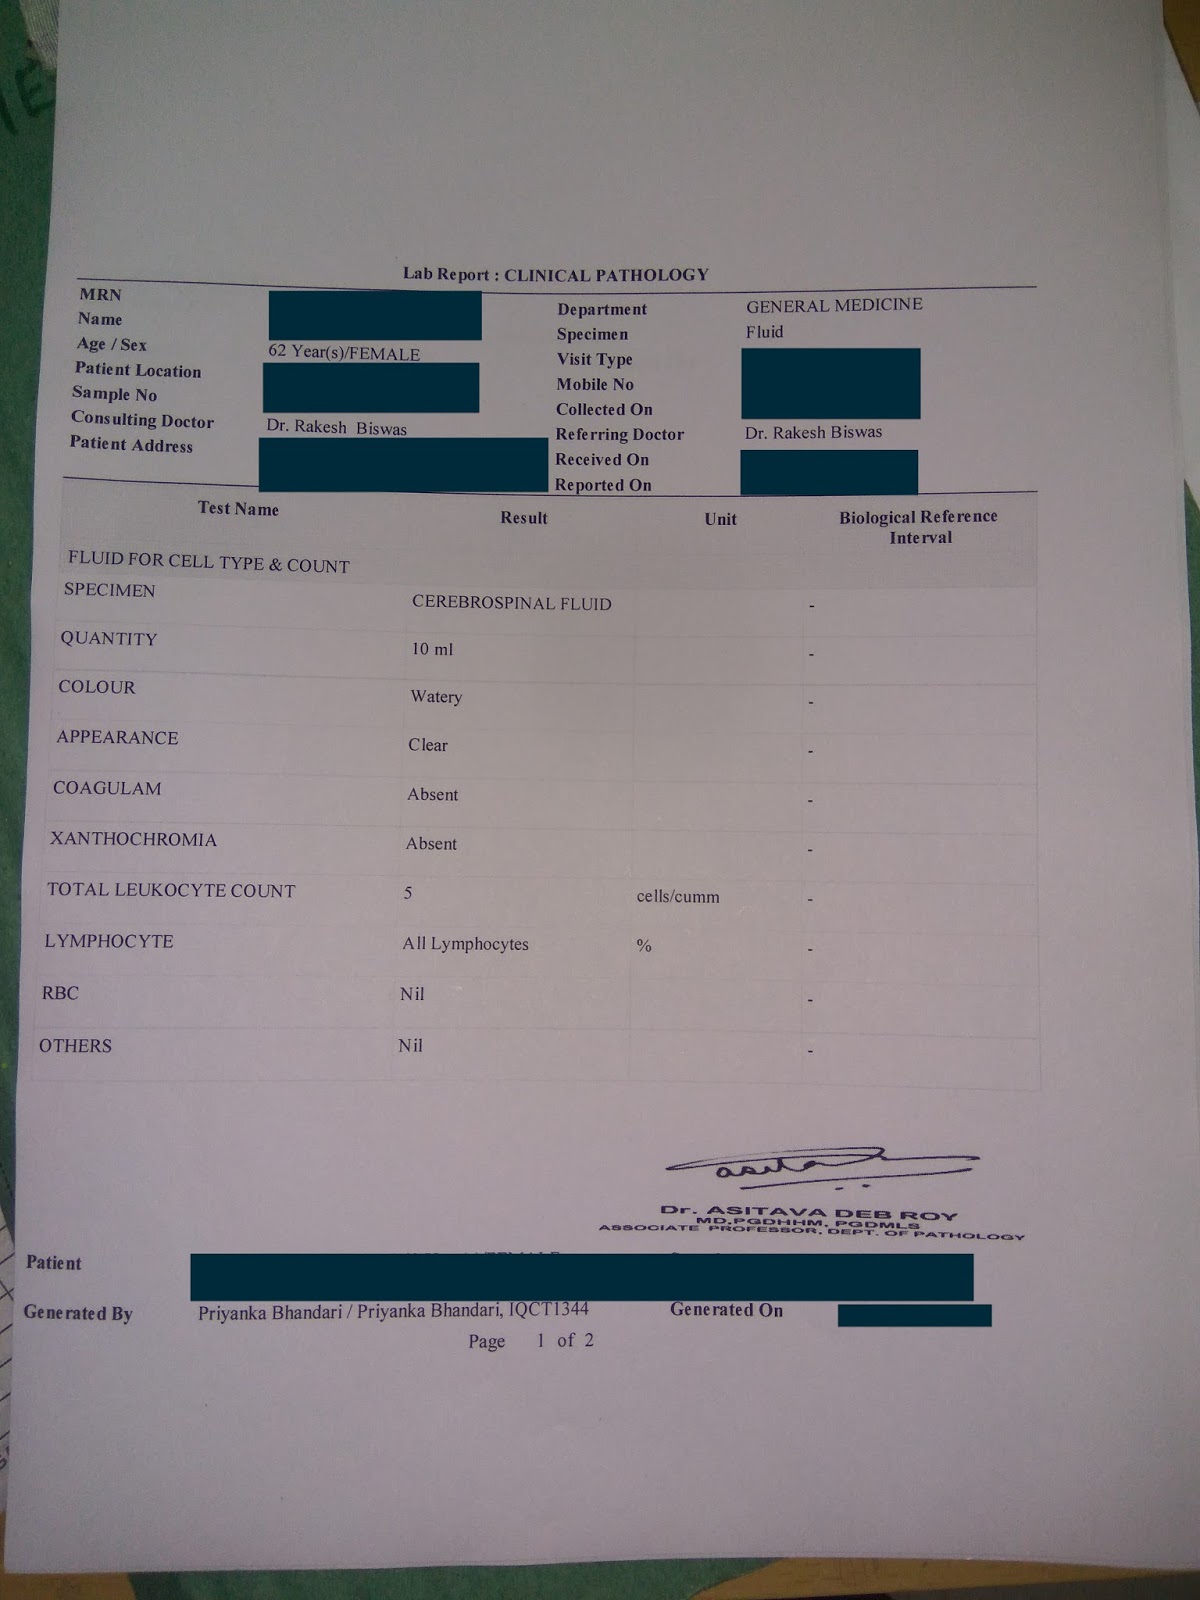 Lab Report : CLINICAL PATHOLOGY
MRN
Name
Age / Sex 62 Year(s)/FEMALE
Patient Location
Sample No
Consulting Doctor Dr. Rakesh Biswas
Patient Address
Department GENERAL MEDICINE
Specimen Fluid
Visit Type
Mobile No
Collected On
Referring Doctor Dr. Rakesh Biswas
Received On
Reported On
Test Name Result Unit Biological Reference
Interval
FLUID FOR CELL TYPE & COUNT
SPECIMEN CEREBROSPINAL FLUID -
QUANTITY 10 ml -
COLOUR Watery -
APPEARANCE Clear -
COAGULAM Absent -
XANTHOCHROMIA Absent -
TOTAL LEUKOCYTE COUNT 5 cells/cumm -
LYMPHOCYTE All Lymphocytes % -
RBC Nil -
OTHERS Nil -
Dr. ASITAVA DEB ROY
MD,PGDHHM, PGDMLS
ASSOCIATE PROFESSOR, DEPT. OF PATHOLOGY
Patient
Generated By Priyanka Bhandari / Priyanka Bhandari, IQCT1344 Generated On
Page 1 of 2